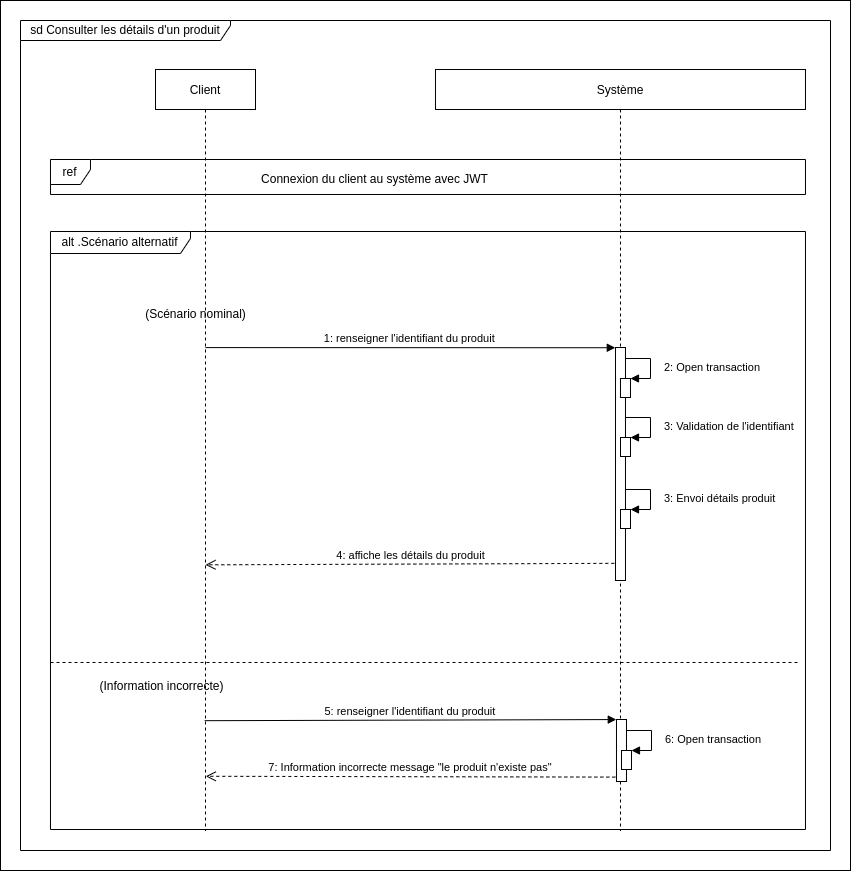 sd Consulter les détails d'un produit
Client
Système
ref
Connexion du client au système avec JWT
alt .Scénario alternatif
(Scénario nominal)
1: renseigner l'identifiant du produit
2: Open transaction
3: Validation de l'identifiant
3: Envoi détails produit
4: affiche les détails du produit
(Information incorrecte)
5: renseigner l'identifiant du produit
6: Open transaction
7: Information incorrecte message "le produit n'existe pas"